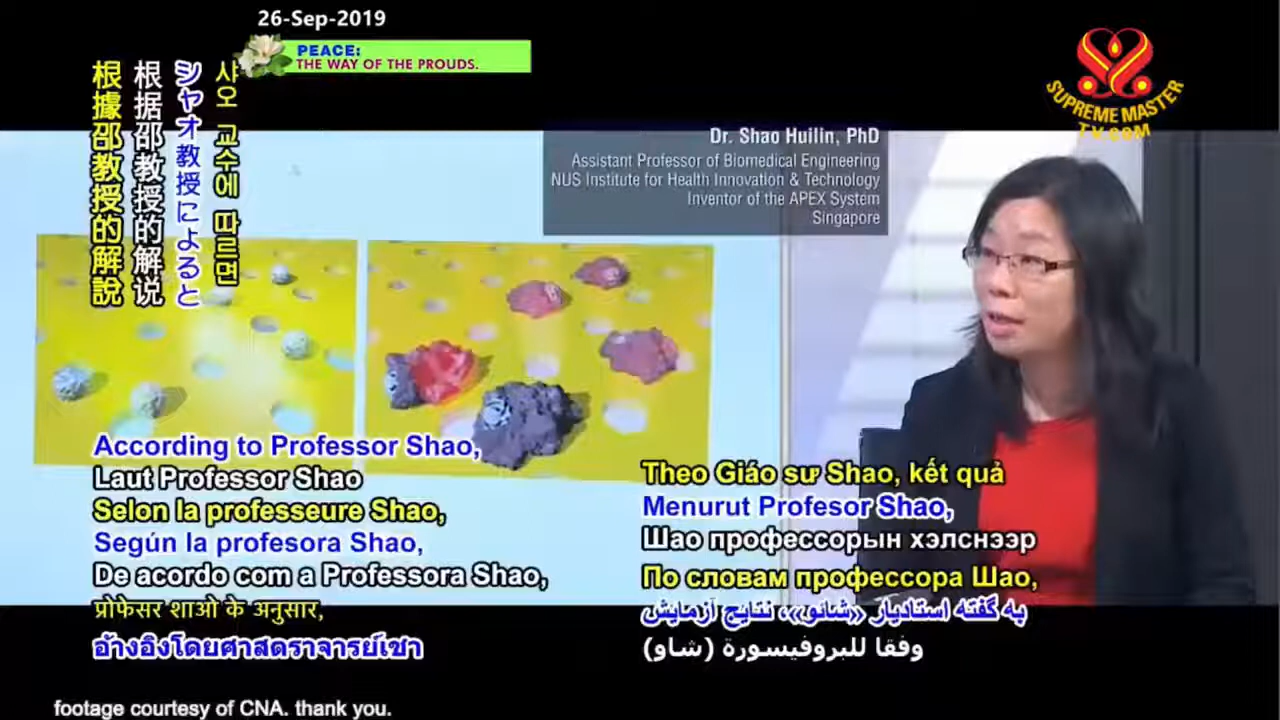 26-Sep-2019
PEACE:
THE WAY OF THE PROUDS.
SUPREME MASTER
TV.COM
根據邵教授的解說
根据邵教授的解说
シャオ教授によると
샤오 교수에 따르면
Dr. Shao Huilin, PhD
Assistant Professor of Biomedical Engineering
NUS Institute for Health Innovation & Technology
Inventor of the APEX System
Singapore
According to Professor Shao,
Laut Professor Shao
Selon la professeure Shao,
Según la profesora Shao,
De acordo com a Professora Shao,
प्रोफेसर शाओ के अनुसार,
อ้างอิงโดยศาสตราจารย์เชา
Theo Giáo sư Shao, kết quả
Menurut Profesor Shao,
Шао профессорын хэлснээр
По словам профессора Шао,
به گفته استادیار «شائو»، نتایج آزمایش
وفقا للبروفيسورة (شاو)
footage courtesy of CNA. thank you.